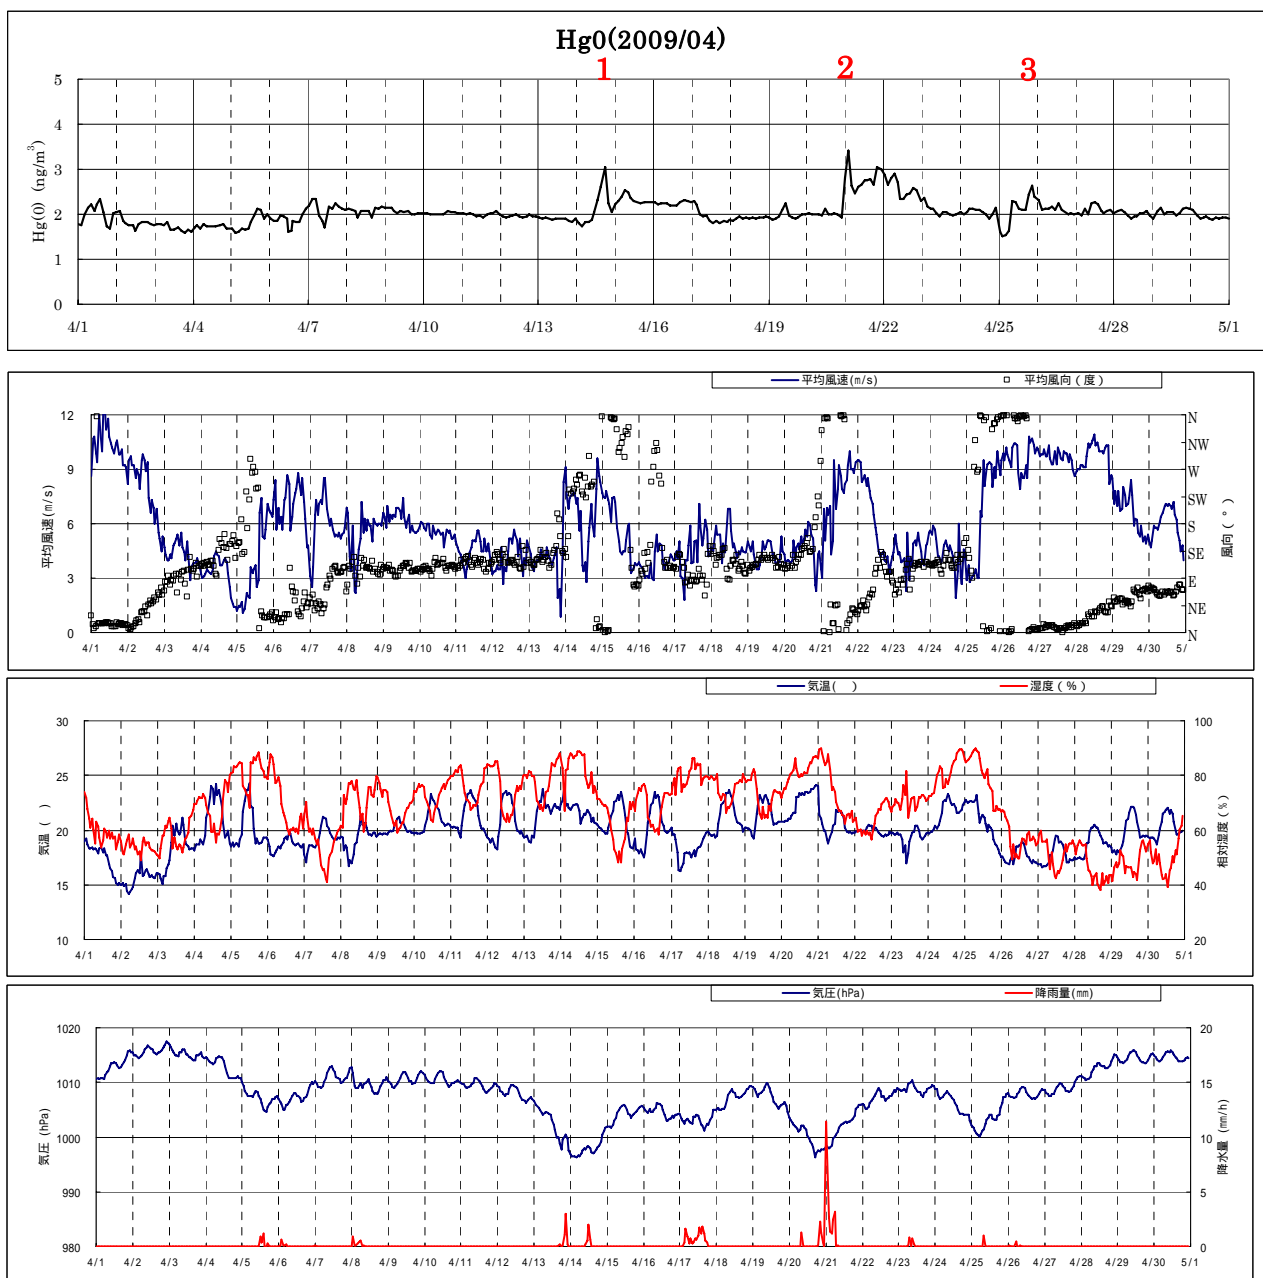 Hg0(2009/04)
1 2 3
5
4
3
2
1
0
Hg(0) (ng/m³)
4/1 4/4 4/7 4/10 4/13 4/16 4/19 4/22 4/25 4/28 5/1
平均風速(m/s) 平均風向(度)
12
9
6
3
0
平均風速(m/s)
N
NW
W
SW
S
SE
E
NE
N
風向(°)
4/1 4/2 4/3 4/4 4/5 4/6 4/7 4/8 4/9 4/10 4/11 4/12 4/13 4/14 4/15 4/16 4/17 4/18 4/19 4/20 4/21 4/22 4/23 4/24 4/25 4/26 4/27 4/28 4/29 4/30 5/
気温( ) 湿度(%)
30
25
20
15
10
気温( )
100
80
60
40
20
相対湿度(%)
4/1 4/2 4/3 4/4 4/5 4/6 4/7 4/8 4/9 4/10 4/11 4/12 4/13 4/14 4/15 4/16 4/17 4/18 4/19 4/20 4/21 4/22 4/23 4/24 4/25 4/26 4/27 4/28 4/29 4/30 5/1
気圧(hPa) 降雨量(mm)
1020
1010
1000
990
980
気圧(hPa)
20
15
10
5
0
降水量 (mm/h)
4/1 4/2 4/3 4/4 4/5 4/6 4/7 4/8 4/9 4/10 4/11 4/12 4/13 4/14 4/15 4/16 4/17 4/18 4/19 4/20 4/21 4/22 4/23 4/24 4/25 4/26 4/27 4/28 4/29 4/30 5/1